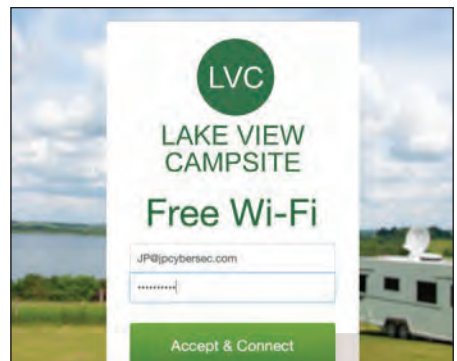 LVC
LAKE VIEW
CAMPSITE
Free Wi-Fi
JP@jpcybersec.com
••••••••••
Accept & Connect